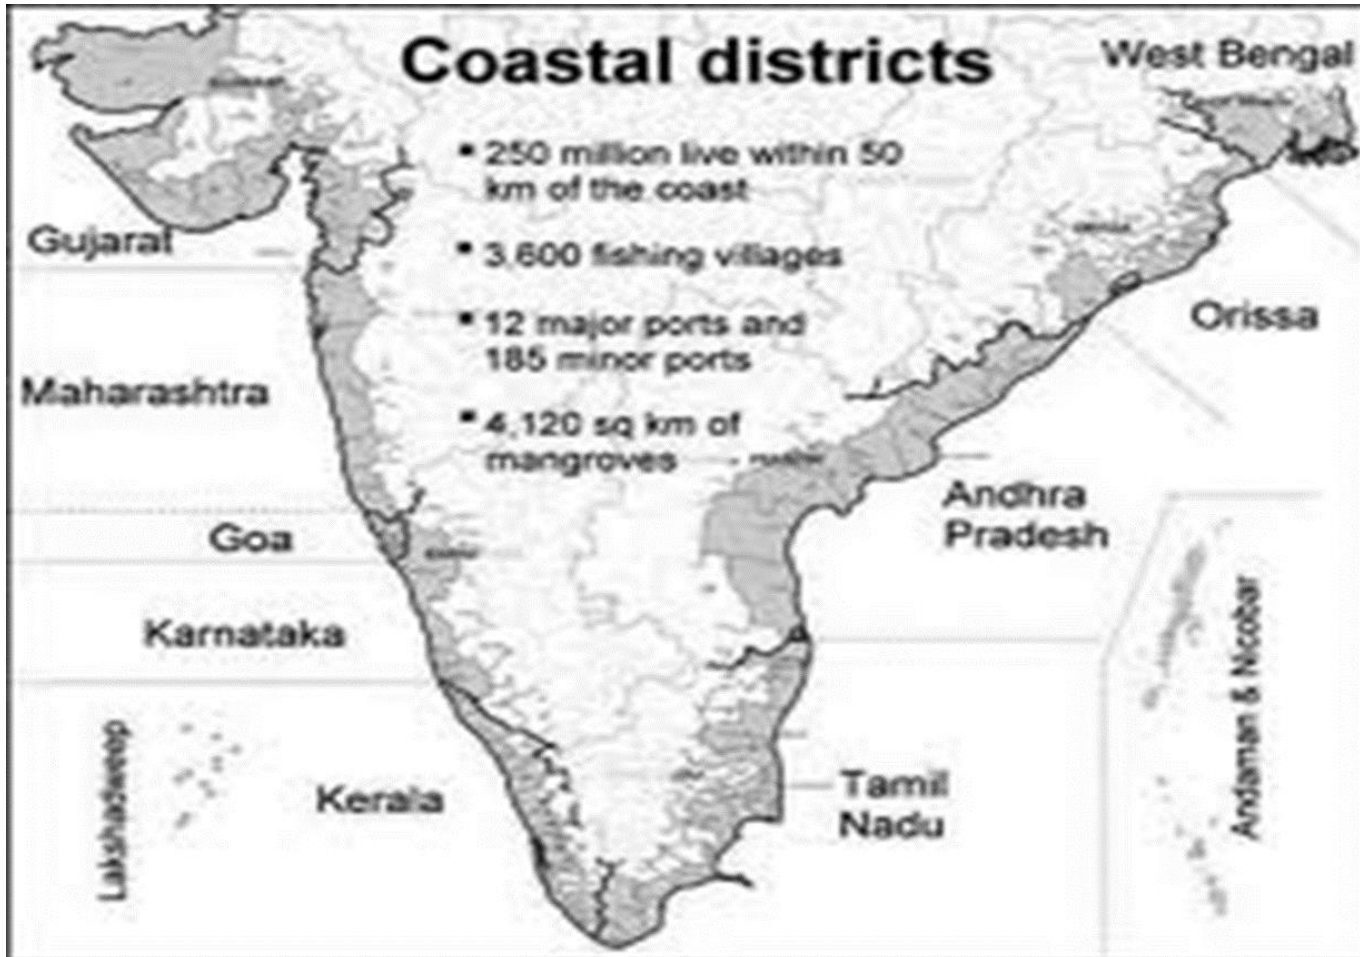 Coastal districts
West Bengal
▪ 250 million live within 50
km of the coast
▪ 3,600 fishing villages
▪ 12 major ports and
185 minor ports
▪ 4,120 sq km of
mangroves
Gujarat
Maharashtra
Goa
Karnataka
Kerala
Lakshadweep
Orissa
Andhra
Pradesh
Tamil
Nadu
Andaman & Nicobar